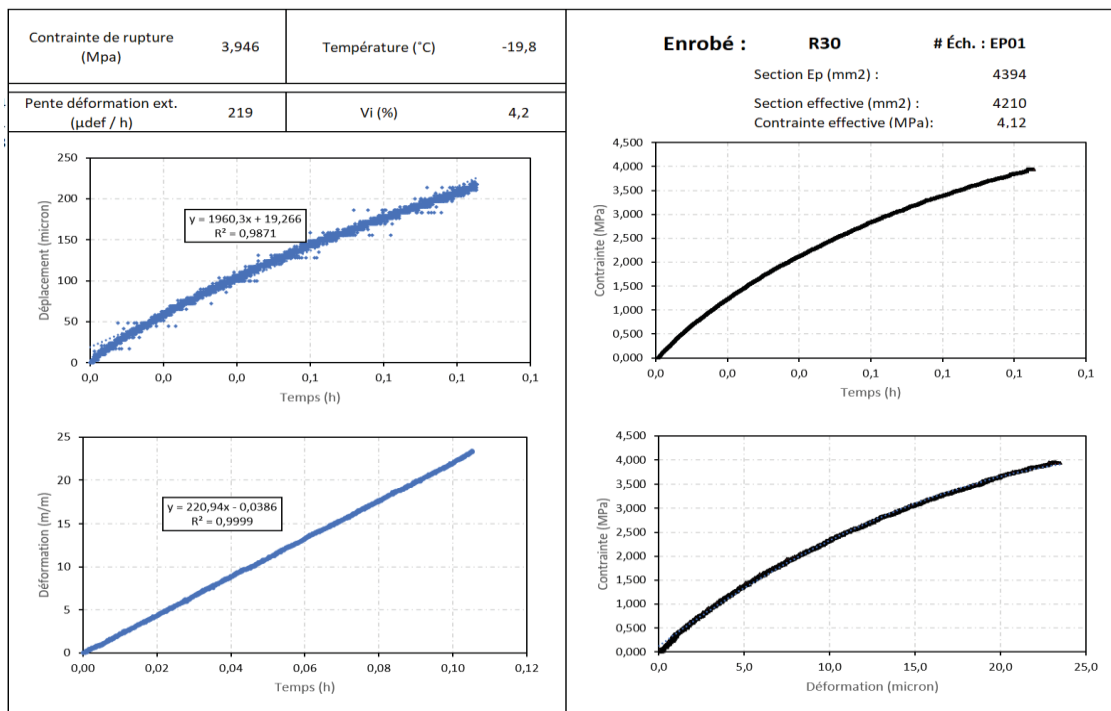 Contrainte de rupture
(Mpa)
3,946
Température (°C)
-19,8
Pente déformation ext.
(µdef / h)
219
Vi (%)
4,2
Enrobé :
R30
# Éch. : EP01
Section Ep (mm2) :
4394
Section effective (mm2) :
4210
Contrainte effective (MPa):
4,12
250
200
150
100
50
0
Déplacement (micron)
y = 1960,3x + 19,266
R² = 0,9871
0,0
0,0
0,0
0,1
0,1
0,1
0,1
Temps (h)
4,500
4,000
3,500
3,000
2,500
2,000
1,500
1,000
0,500
0,000
Contrainte (MPa)
0,0
0,0
0,0
0,1
0,1
0,1
0,1
Temps (h)
25
20
15
10
5
0
Déformation (m/m)
y = 220,94x - 0,0386
R² = 0,9999
0,00
0,02
0,04
0,06
0,08
0,10
0,12
Temps (h)
4,500
4,000
3,500
3,000
2,500
2,000
1,500
1,000
0,500
0,000
Contrainte (MPa)
0,0
5,0
10,0
15,0
20,0
25,0
Déformation (micron)